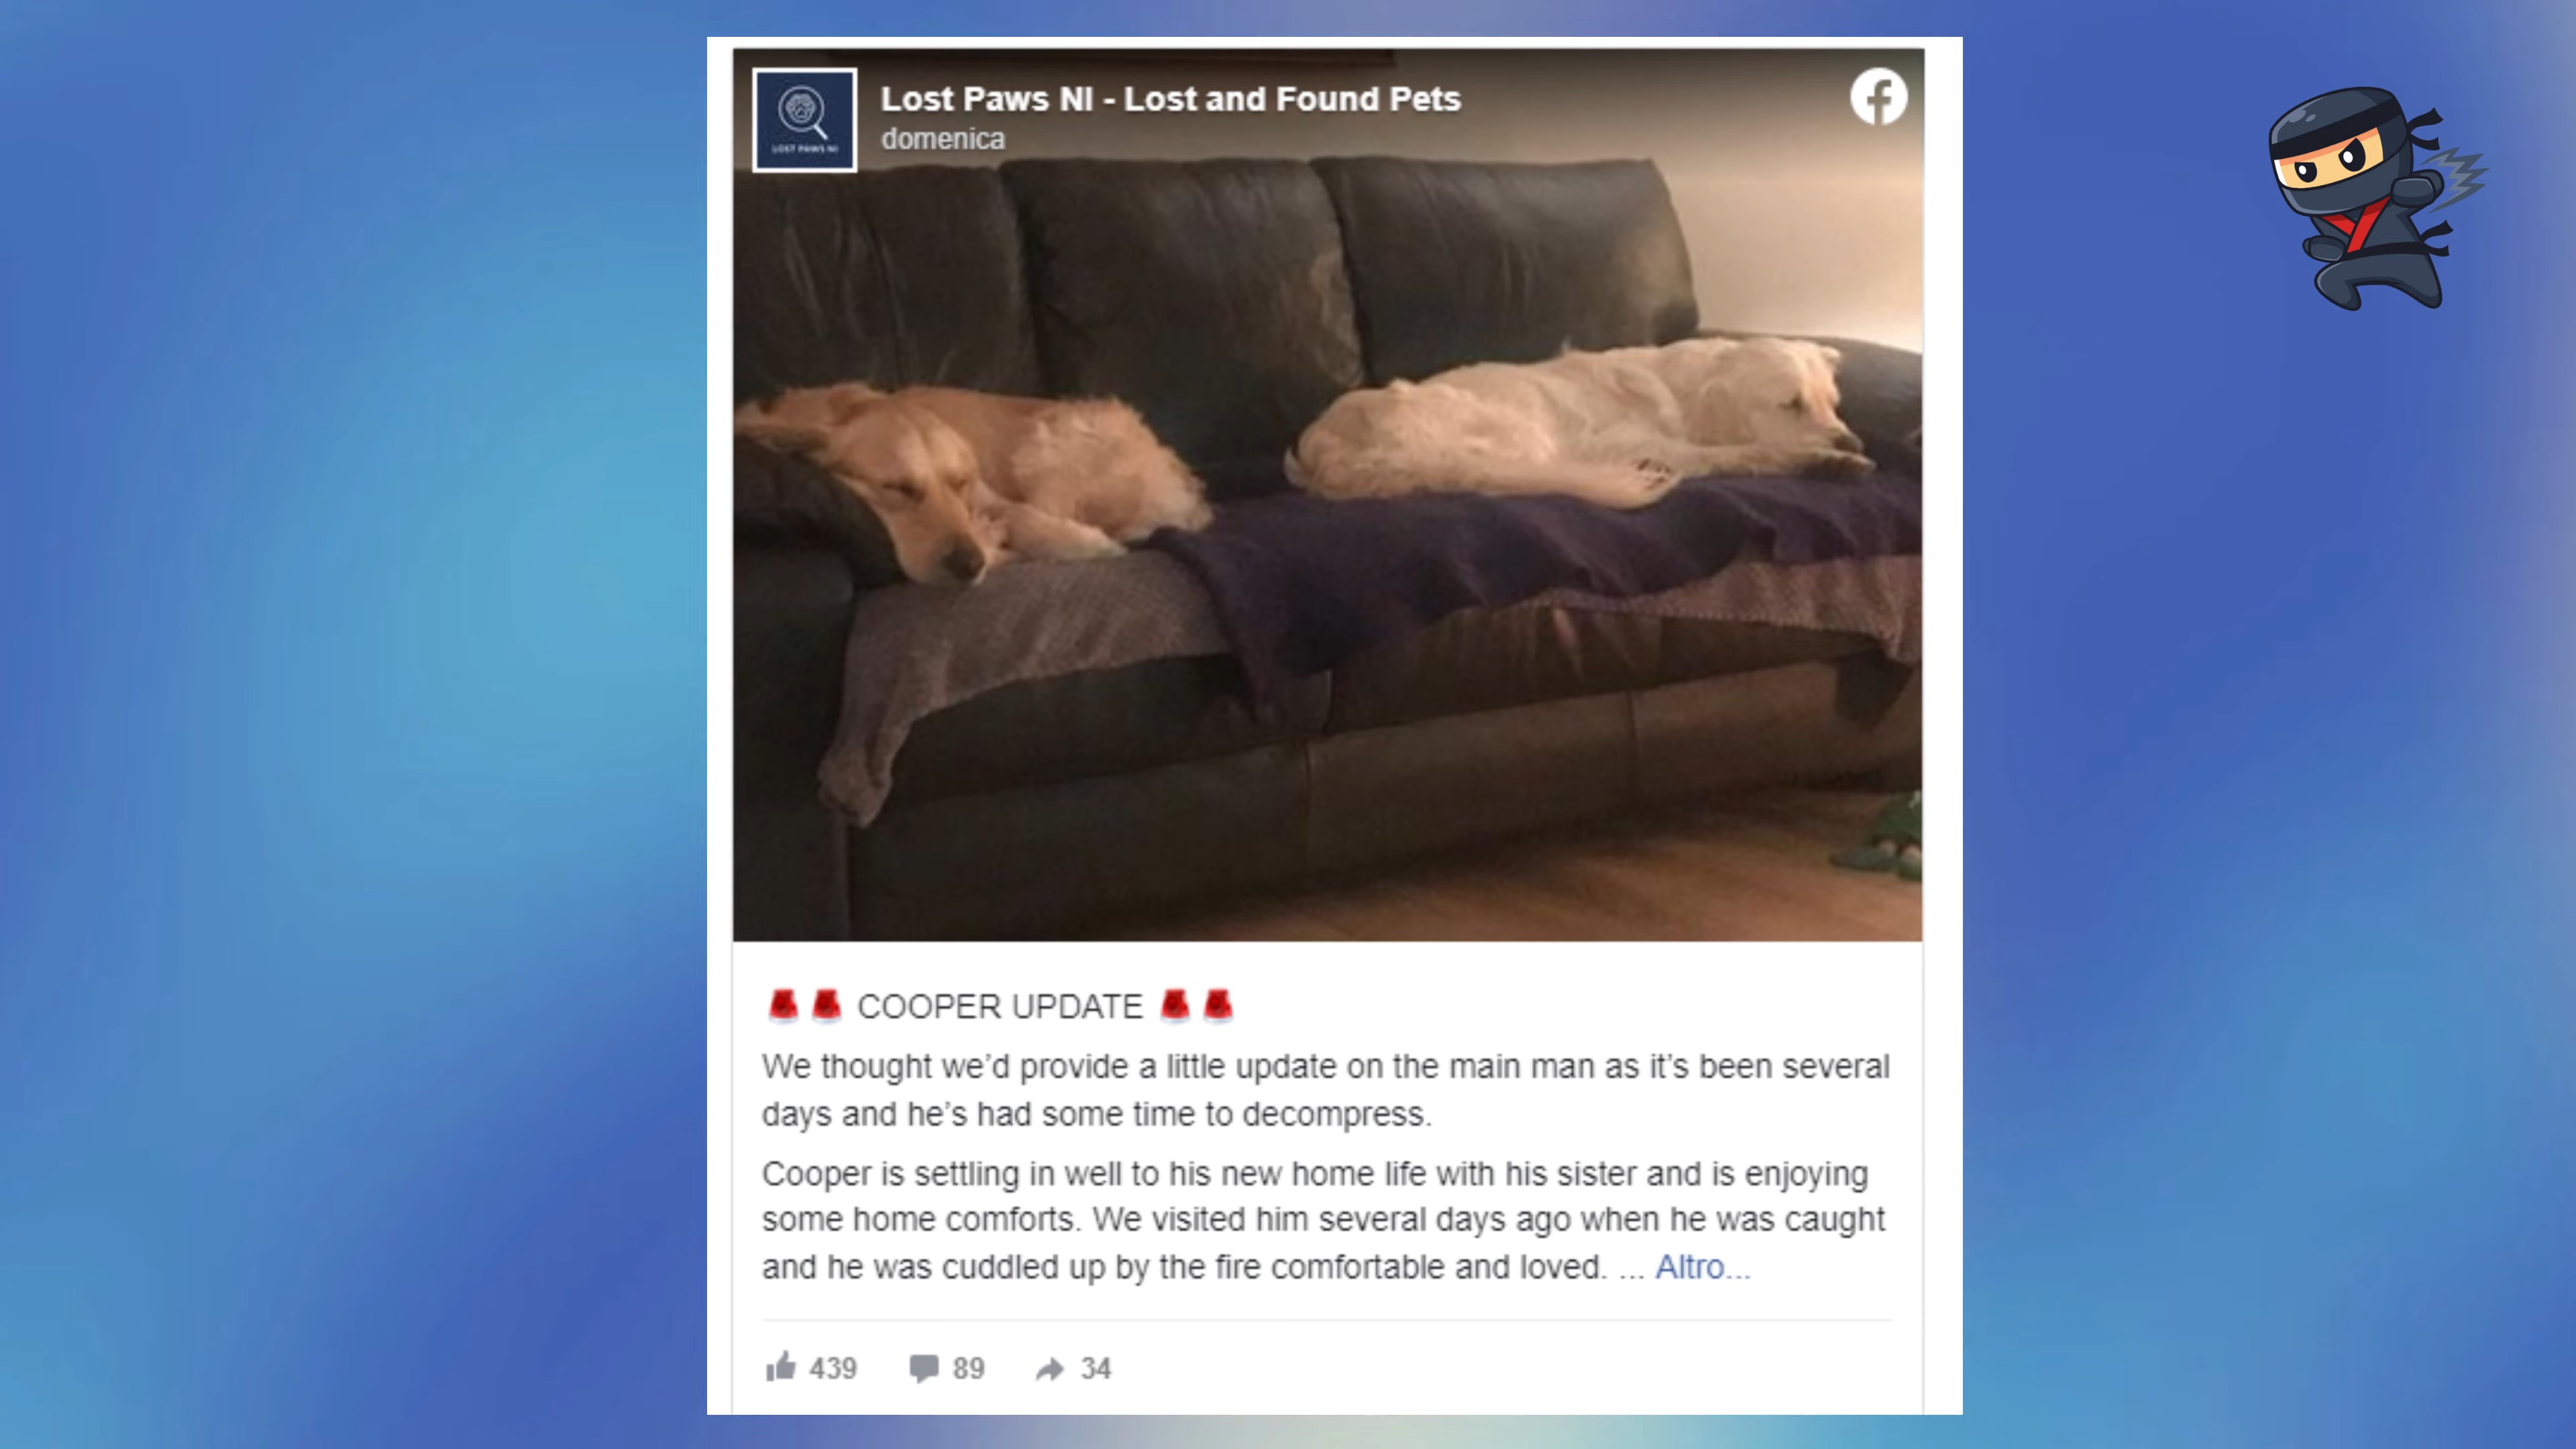 LOST PAWS NI
Lost Paws NI - Lost and Found Pets
domenica
COOPER UPDATE
We thought we’d provide a little update on the main man as it’s been several
days and he’s had some time to decompress.
Cooper is settling in well to his new home life with his sister and is enjoying
some home comforts. We visited him several days ago when he was caught
and he was cuddled up by the fire comfortable and loved. ... Altro...
439 89 34